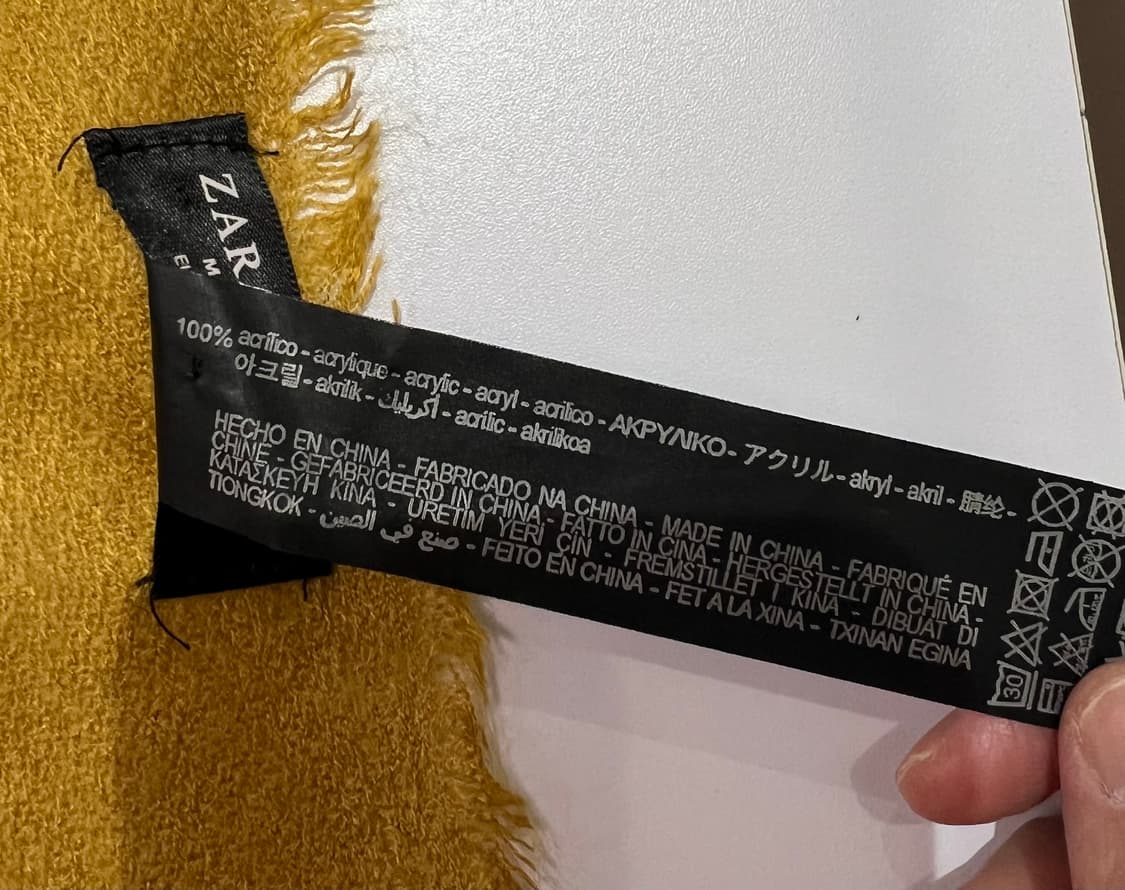 ZAR
M
100% acrílico - acrylique - acrylic - acryl - acrilico - ΑΚΡΥΛΙΚΟ - アクリル - akryl - akril - 腈纶 -
아크릴 - akrilik - أكريليك - acrílic - akrilikoa
HECHO EN CHINA - FABRICADO NA CHINA - MADE IN CHINA - FABRIQUÉ EN
CHINE - GEFABRICEERD IN CHINA - FATTO IN CINA - HERGESTELLT IN CHINA -
ΚΑΤΑΣΚΕΥΗ ΚΙΝΑ - ÜRETİM YERİ ÇİN - FREMSTILLET I KINA - DIBUAT DI
TIONGKOK - صنع في الصين - FEITO EN CHINA - FET A LA XINA - TXINAN EGINA
30